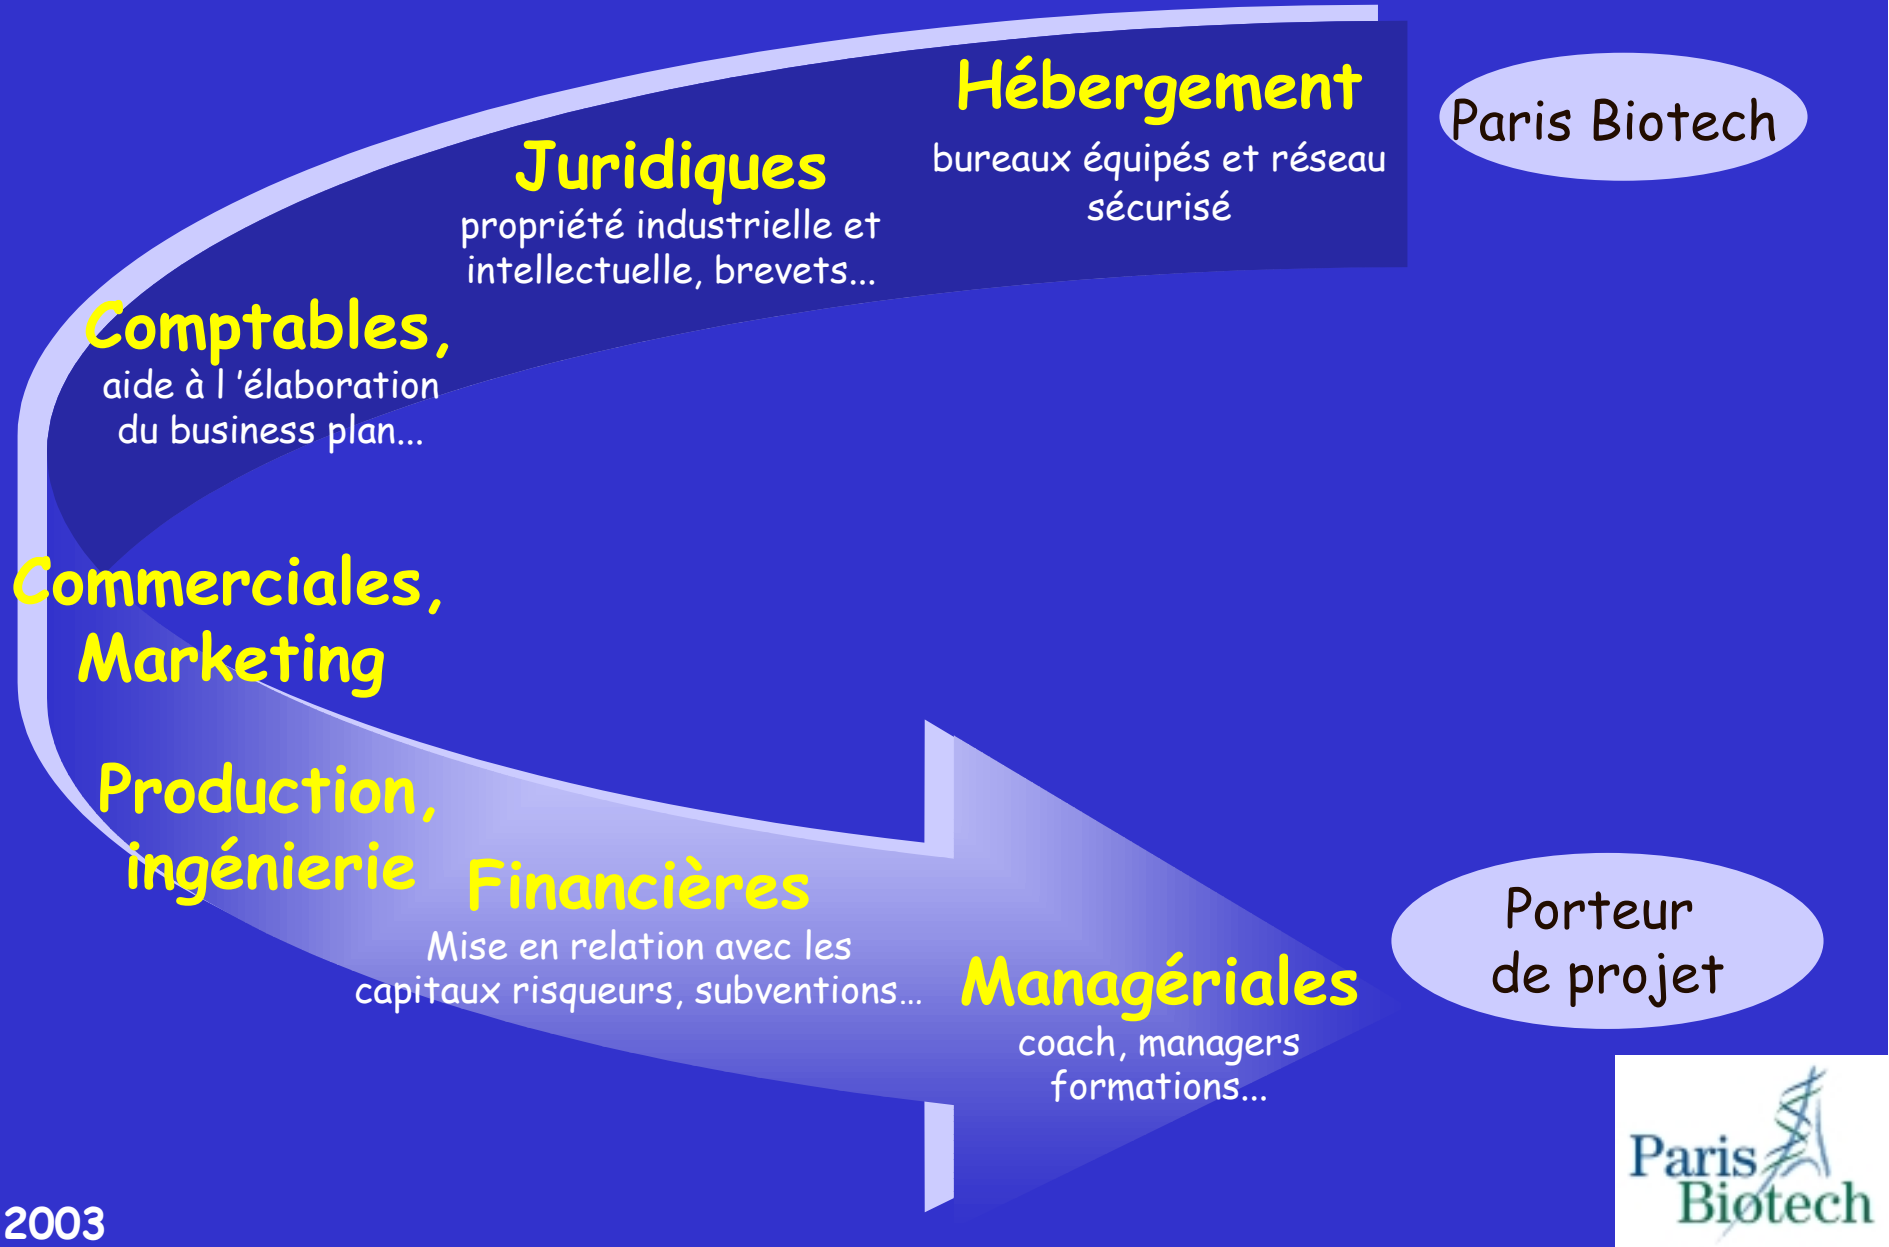 Hébergement
bureaux équipés et réseau
sécurisé
Paris Biotech
Juridiques
propriété industrielle et
intellectuelle, brevets...
Comptables,
aide à l ’élaboration
du business plan...
Commerciales,
Marketing
Production,
ingénierie
Financières
Mise en relation avec les
capitaux risqueurs, subventions...
Managériales
coach, managers
formations...
Porteur
de projet
Paris
Biotech
2003